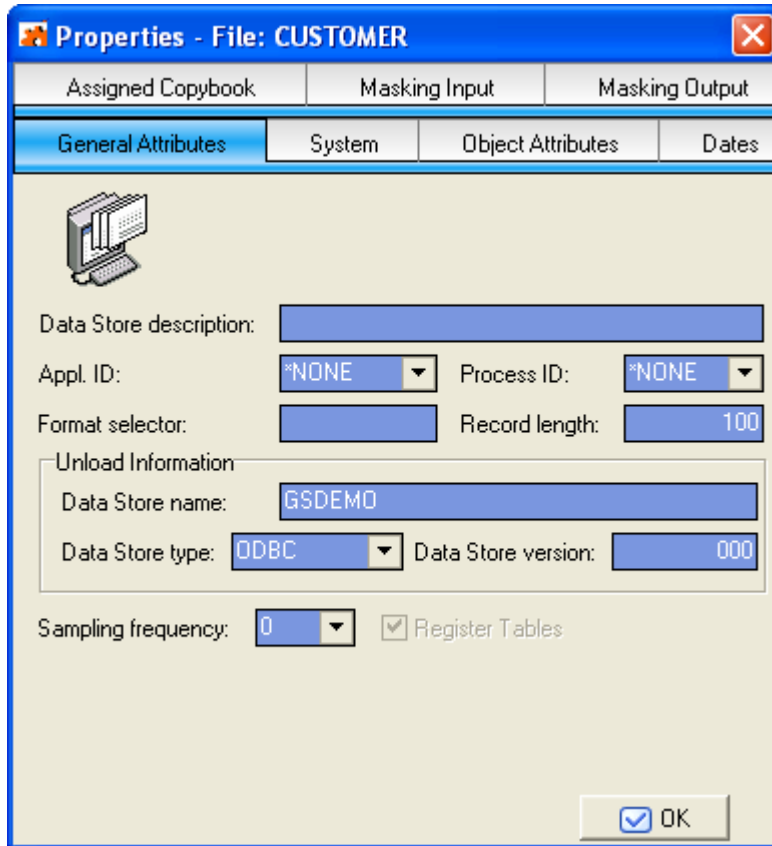 Properties - File: CUSTOMER
Assigned Copybook Masking Input Masking Output
General Attributes System Object Attributes Dates
Data Store description:
Appl. ID: *NONE Process ID: *NONE
Format selector: Record length: 100
Unload Information
Data Store name: GSDEMO
Data Store type: ODBC Data Store version: 000
Sampling frequency: 0 Register Tables
OK